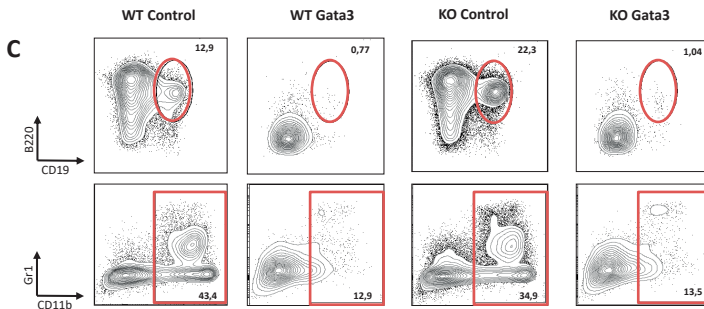 WT Control WT Gata3 KO Control KO Gata3
C
12,9 0,77 22,3 1,04
B220
CD19
Gr1
CD11b
43,4 12,9 34,9 13,5